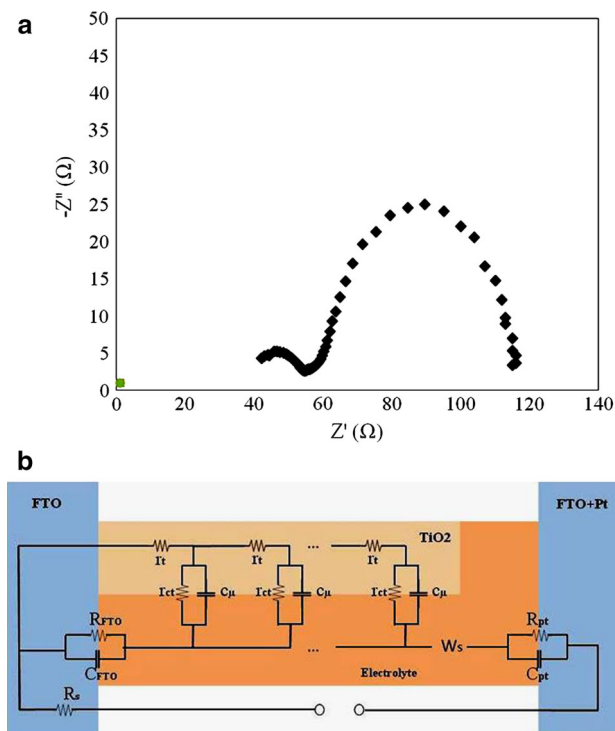 a
50
45
40
35
30
25
20
15
10
5
0
-Z" (Ω)
0 20 40 60 80 100 120 140
Z' (Ω)
b
FTO
FTO+Pt
TiO2
rt rt ... rt
rct Cμ rct Cμ rct Cμ
RFTO
Rpt
... Ws
CFTO
Electrolyte
Cpt
Rs